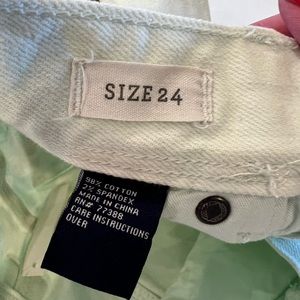 SIZE 24
98% COTTON
2% SPANDEX
MADE IN CHINA
RN# 77388
CARE INSTRUCTIONS
OVER